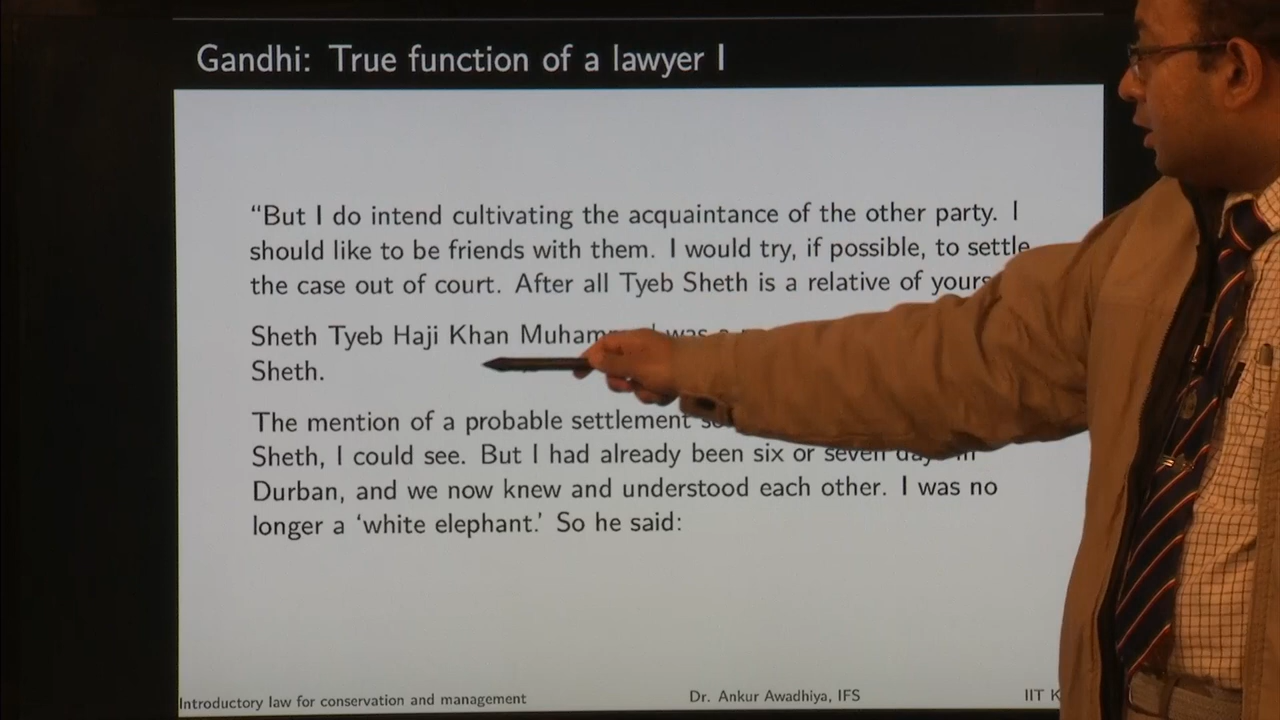 Gandhi: True function of a lawyer I
“But I do intend cultivating the acquaintance of the other party. I
should like to be friends with them. I would try, if possible, to settle
the case out of court. After all Tyeb Sheth is a relative of yours
Sheth Tyeb Haji Khan was a
Sheth.
The mention of a probable settlement
Sheth, I could see. But I had already been six or seven
Durban, and we now knew and understood each other. I was no
longer a ‘white elephant.’ So he said:
Introductory law for conservation and management Dr. Ankur Awadhiya, IFS IIT